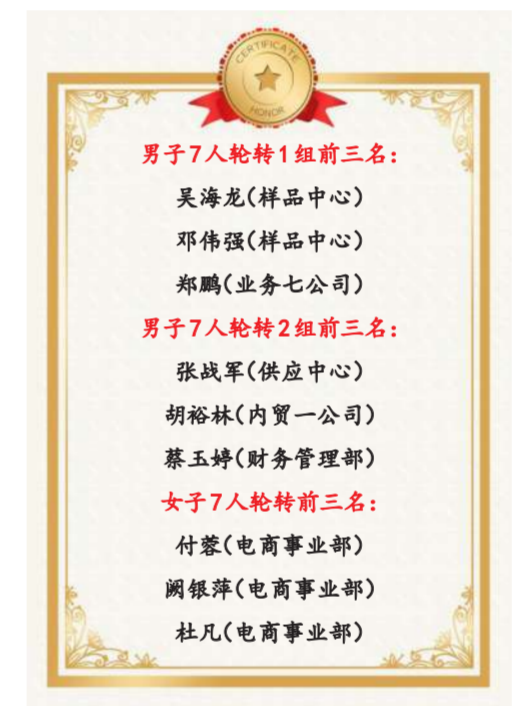 CERTIFICATE
HONOR
男子7人轮转1组前三名：
吴海龙(样品中心)
邓伟强(样品中心)
郑鹏(业务七公司)
男子7人轮转2组前三名：
张战军(供应中心)
胡裕林(内贸一公司)
蔡玉婷(财务管理部)
女子7人轮转前三名：
付蓉(电商事业部)
阙银萍(电商事业部)
杜凡(电商事业部)